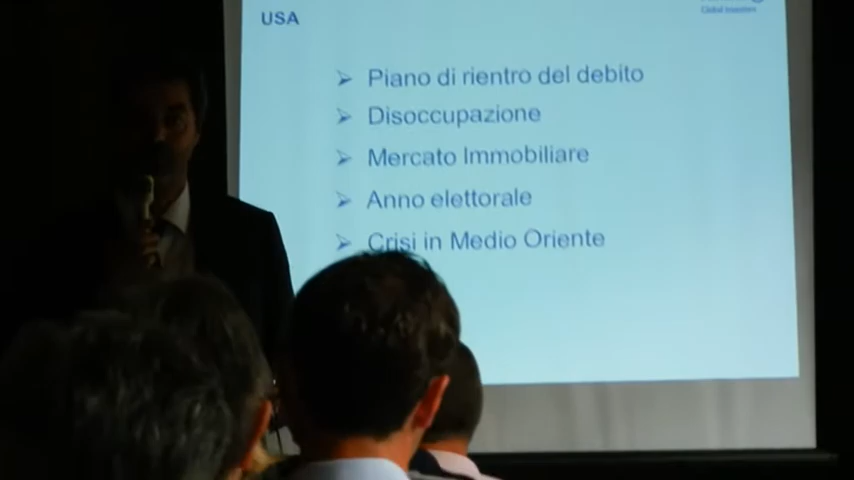 USA
Global Investors
Piano di rientro del debito
Disoccupazione
Mercato Immobiliare
Anno elettorale
Crisi in Medio Oriente